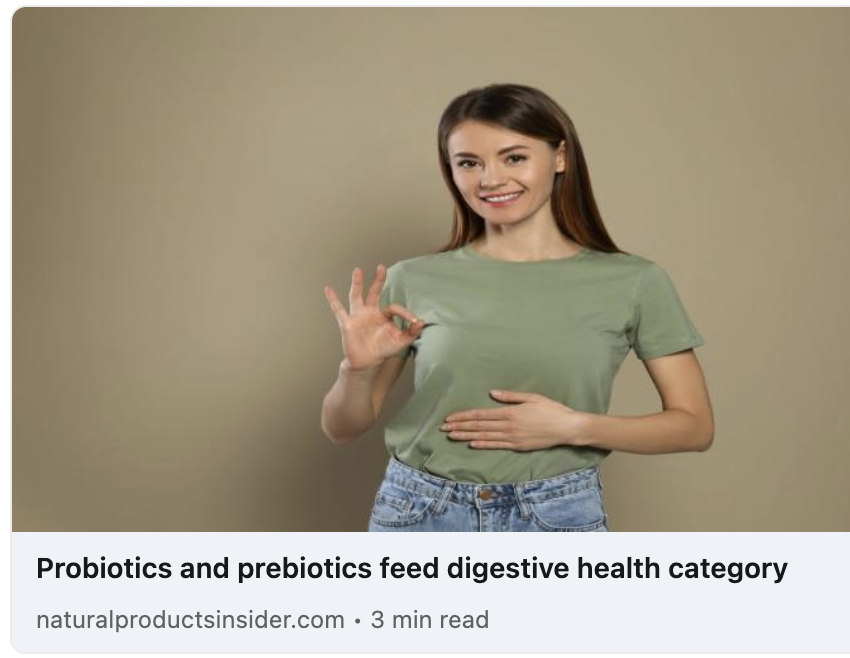 Probiotics and prebiotics feed digestive health category
naturalproductsinsider.com • 3 min read